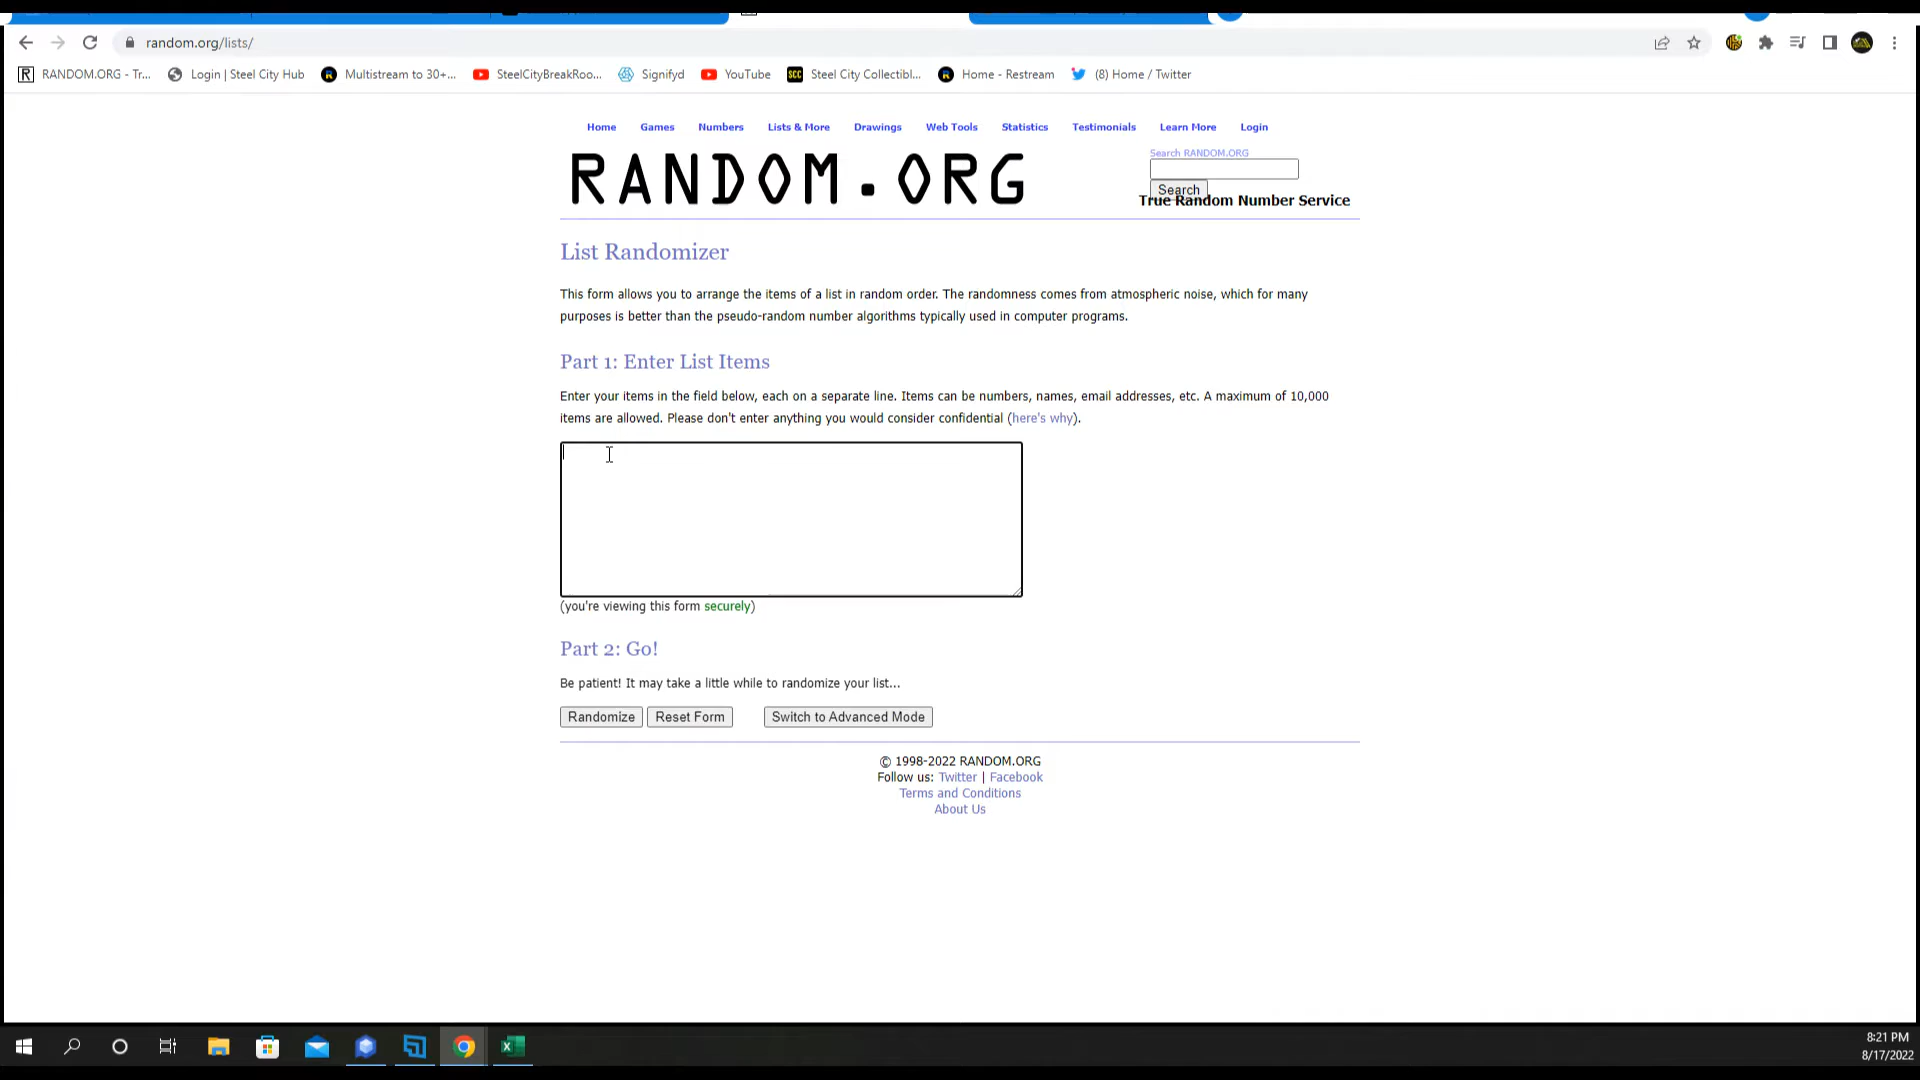 random.org/lists/
RANDOM.ORG - Tr... Login | Steel City Hub Multistream to 30+... SteelCityBreakRoo... Signifyd YouTube SCC Steel City Collectibl... Home - Restream (8) Home / Twitter
Home Games Numbers Lists & More Drawings Web Tools Statistics Testimonials Learn More Login
Search RANDOM.ORG
RANDOM.ORG
Search
True Random Number Service
List Randomizer
This form allows you to arrange the items of a list in random order. The randomness comes from atmospheric noise, which for many
purposes is better than the pseudo-random number algorithms typically used in computer programs.
Part 1: Enter List Items
Enter your items in the field below, each on a separate line. Items can be numbers, names, email addresses, etc. A maximum of 10,000
items are allowed. Please don't enter anything you would consider confidential (here's why).
(you're viewing this form securely)
Part 2: Go!
Be patient! It may take a little while to randomize your list...
Randomize Reset Form Switch to Advanced Mode
© 1998-2022 RANDOM.ORG
Follow us: Twitter | Facebook
Terms and Conditions
About Us
8:21 PM
8/17/2022